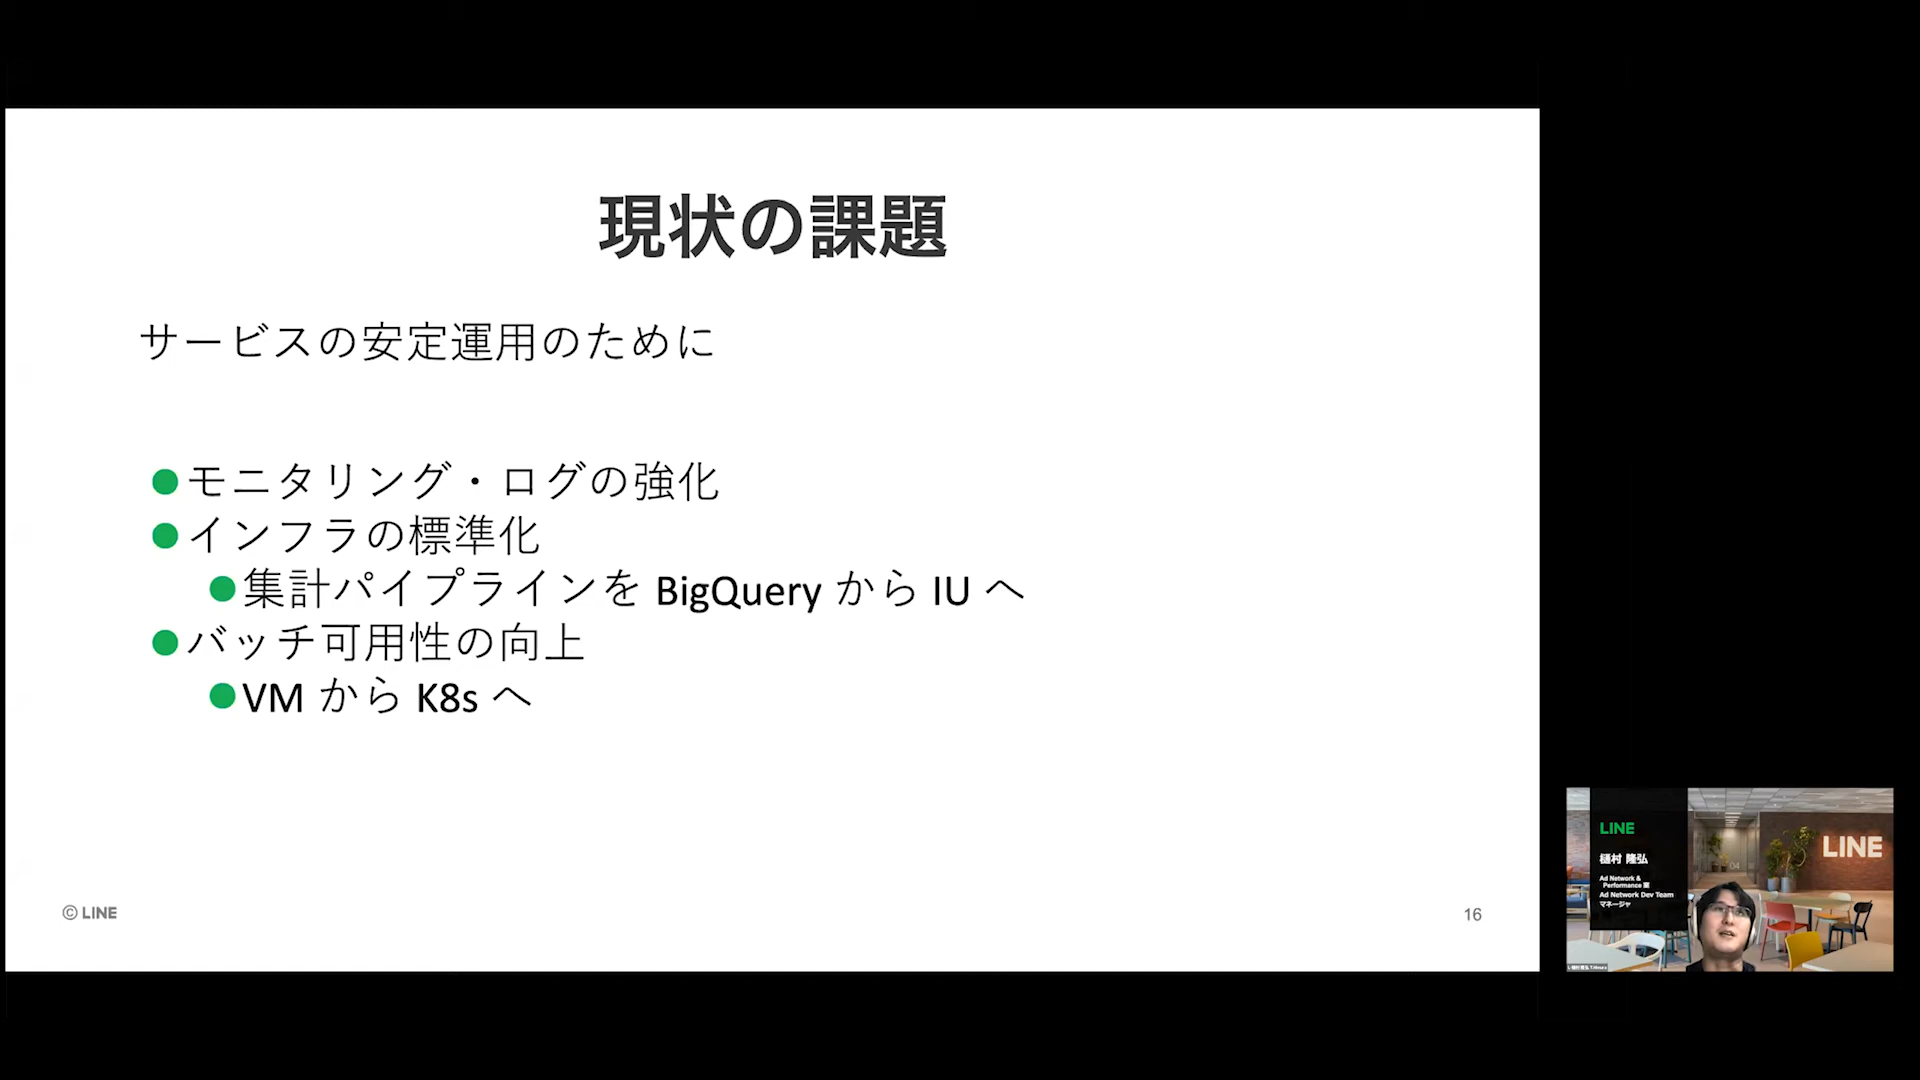 現状の課題
サービスの安定運用のために
●モニタリング・ログの強化
●インフラの標準化
●集計パイプラインを BigQuery から IU へ
●バッチ可用性の向上
●VM から K8s へ
© LINE
16
LINE
樋村 隆弘
Ad Network &
Performance 室
Ad Network Dev Team
マネージャ
LINE